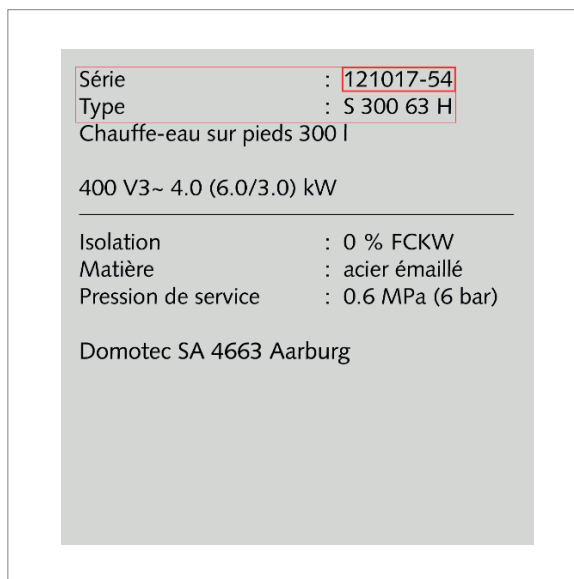 Série : 121017-54
Type : S 300 63 H
Chauffe-eau sur pieds 300 l
400 V3~ 4.0 (6.0/3.0) kW
Isolation : 0 % FCKW
Matière : acier émaillé
Pression de service : 0.6 MPa (6 bar)
Domotec SA 4663 Aarburg